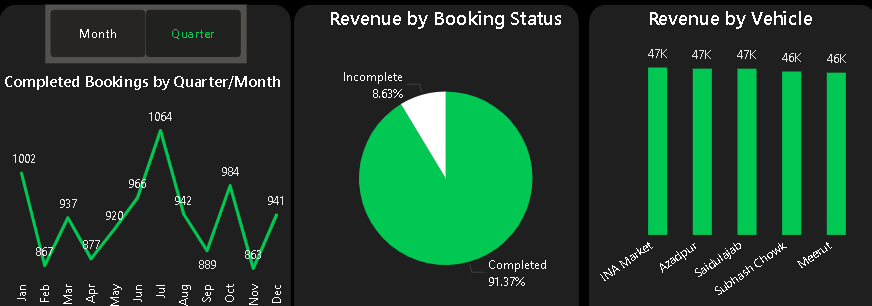 Month
Quarter
Completed Bookings by Quarter/Month
1064
1002
984
966
937
942
941
920
877
867
889
863
Jan
Feb
Mar
Apr
May
Jun
Jul
Aug
Sep
Oct
Nov
Dec
Revenue by Booking Status
Incomplete
8.63%
Completed
91.37%
Revenue by Vehicle
47K
47K
47K
46K
46K
INA Market
Azadpur
Saidulajab
Subhash Chowk
Meerut